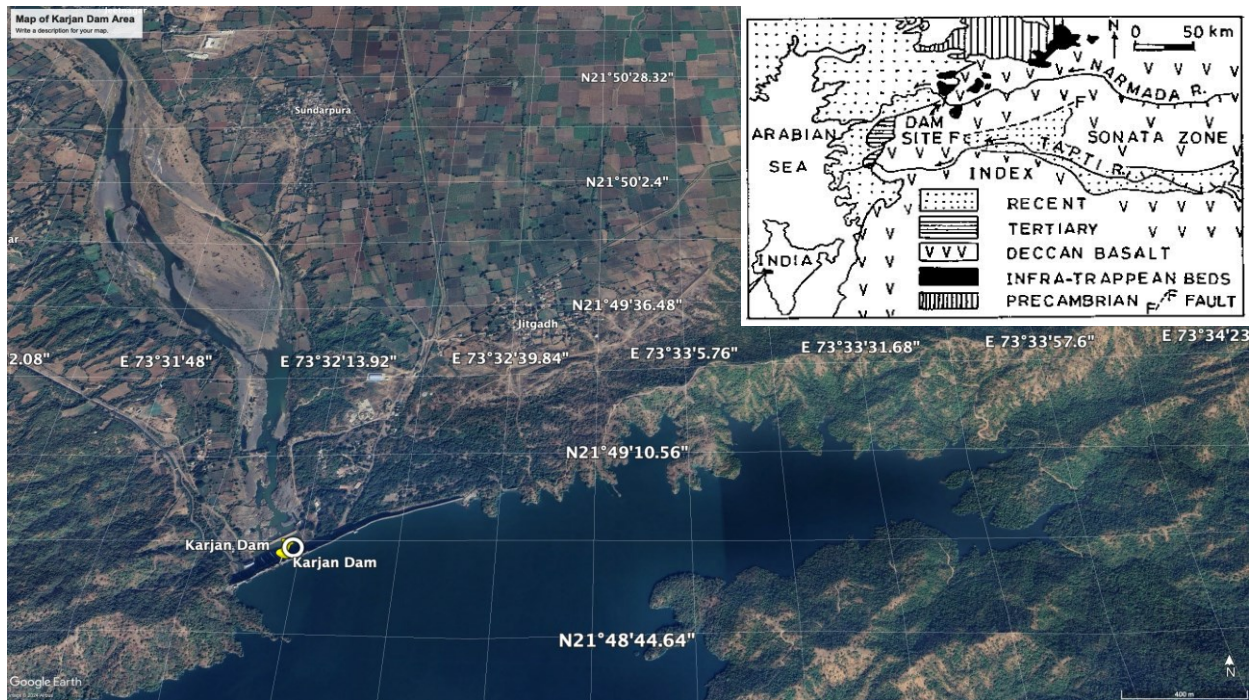 Map of Karjan Dam Area
Write a description for your map.
N21°50'28.32"
Sundarpura
N21°50'2.4"
ar
N21°49'36.48"
Jitgadh
2.08"
E 73°31'48"
E 73°32'13.92"
E 73°32'39.84"
E 73°33'5.76"
E 73°33'31.68"
E 73°33'57.6"
E 73°34'23
N21°49'10.56"
Karjan Dam
Karjan Dam
N21°48'44.64"
Google Earth
N
400 m
N
0 50 km
NARMADA R.
F
DAM
SITE F
ARABIAN
SEA
SONATA ZONE
TAPTI R.
INDEX
RECENT
TERTIARY
V V V DECCAN BASALT
INDIA
INFRA-TRAPPEAN BEDS
PRECAMBRIAN F F FAULT